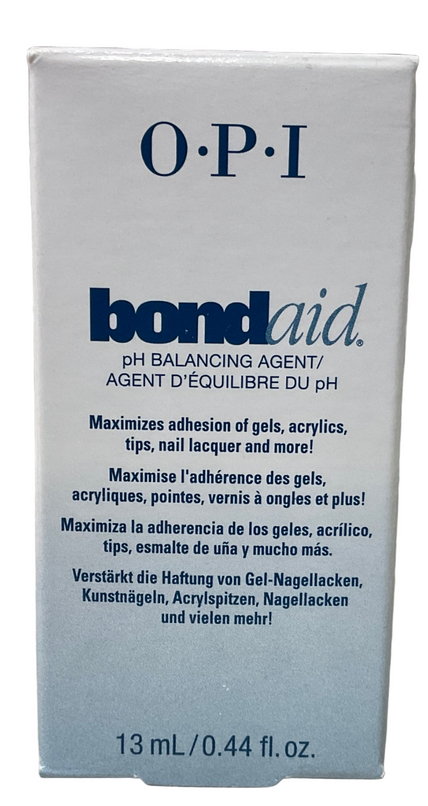 O·P·I
bondaid®
pH BALANCING AGENT/
AGENT D'ÉQUILIBRE DU pH
Maximizes adhesion of gels, acrylics,
tips, nail lacquer and more!
Maximise l'adhérence des gels,
acryliques, pointes, vernis à ongles et plus!
Maximiza la adherencia de los geles, acrílico,
tips, esmalte de uña y mucho más.
Verstärkt die Haftung von Gel-Nagellacken,
Kunstnägeln, Acrylspitzen, Nagellacken
und vielen mehr!
13 mL/0.44 fl. oz.